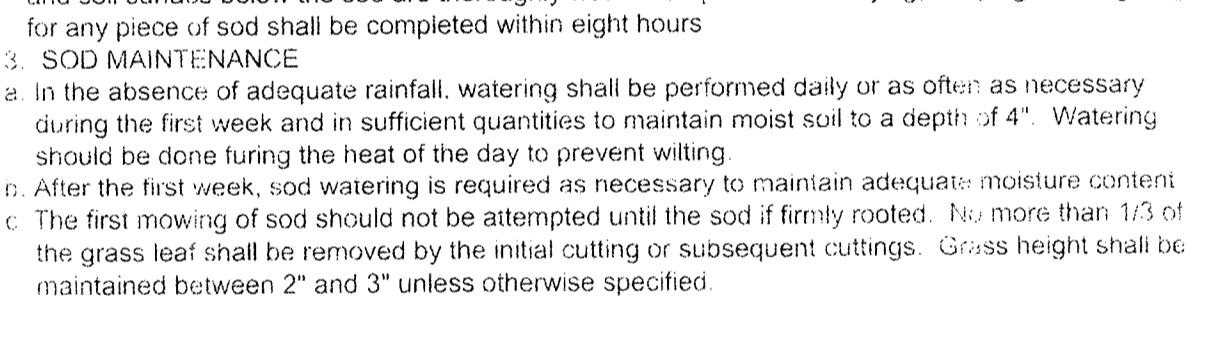 for any piece of sod shall be completed within eight hours
3. SOD MAINTENANCE
a. In the absence of adequate rainfall, watering shall be performed daily or as often as necessary
during the first week and in sufficient quantities to maintain moist soil to a depth of 4". Watering
should be done furing the heat of the day to prevent wilting.
b. After the first week, sod watering is required as necessary to maintain adequate moisture content
c The first mowing of sod should not be attempted until the sod if firmly rooted. No more than 1/3 of
the grass leaf shall be removed by the initial cutting or subsequent cuttings. Grass height shall be
maintained between 2" and 3" unless otherwise specified.